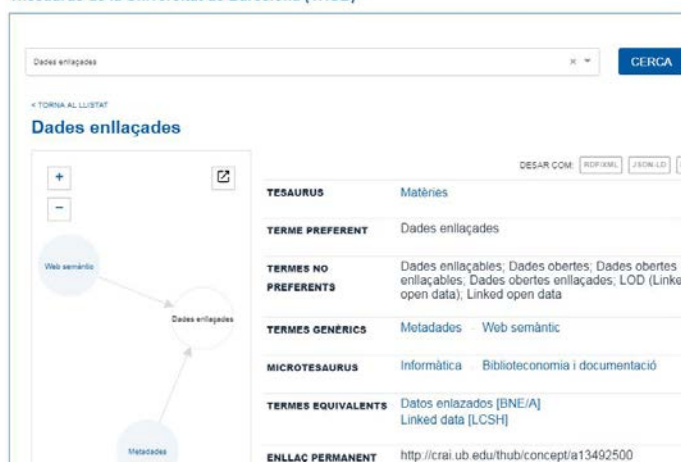 Dades enllaçades
CERCA
< TORNA AL LLISTAT
Dades enllaçades
DESAR COM: RDF/XML JSON-LD
TESAURUS Matèries
TERME PREFERENT Dades enllaçades
TERMES NO PREFERENTS Dades enllaçables; Dades obertes; Dades obertes
enllaçables; Dades obertes enllaçades; LOD (Linke
open data); Linked open data
TERMES GENÈRICS Metadades Web semàntic
MICROTESAURUS Informàtica Biblioteconomia i documentació
TERMES EQUIVALENTS Datos enlazados [BNE/A]
Linked data [LCSH]
ENLLAÇ PERMANENT http://crai.ub.edu/thub/concept/a13492500
Web semàntic
Dades enllaçades
Metadades